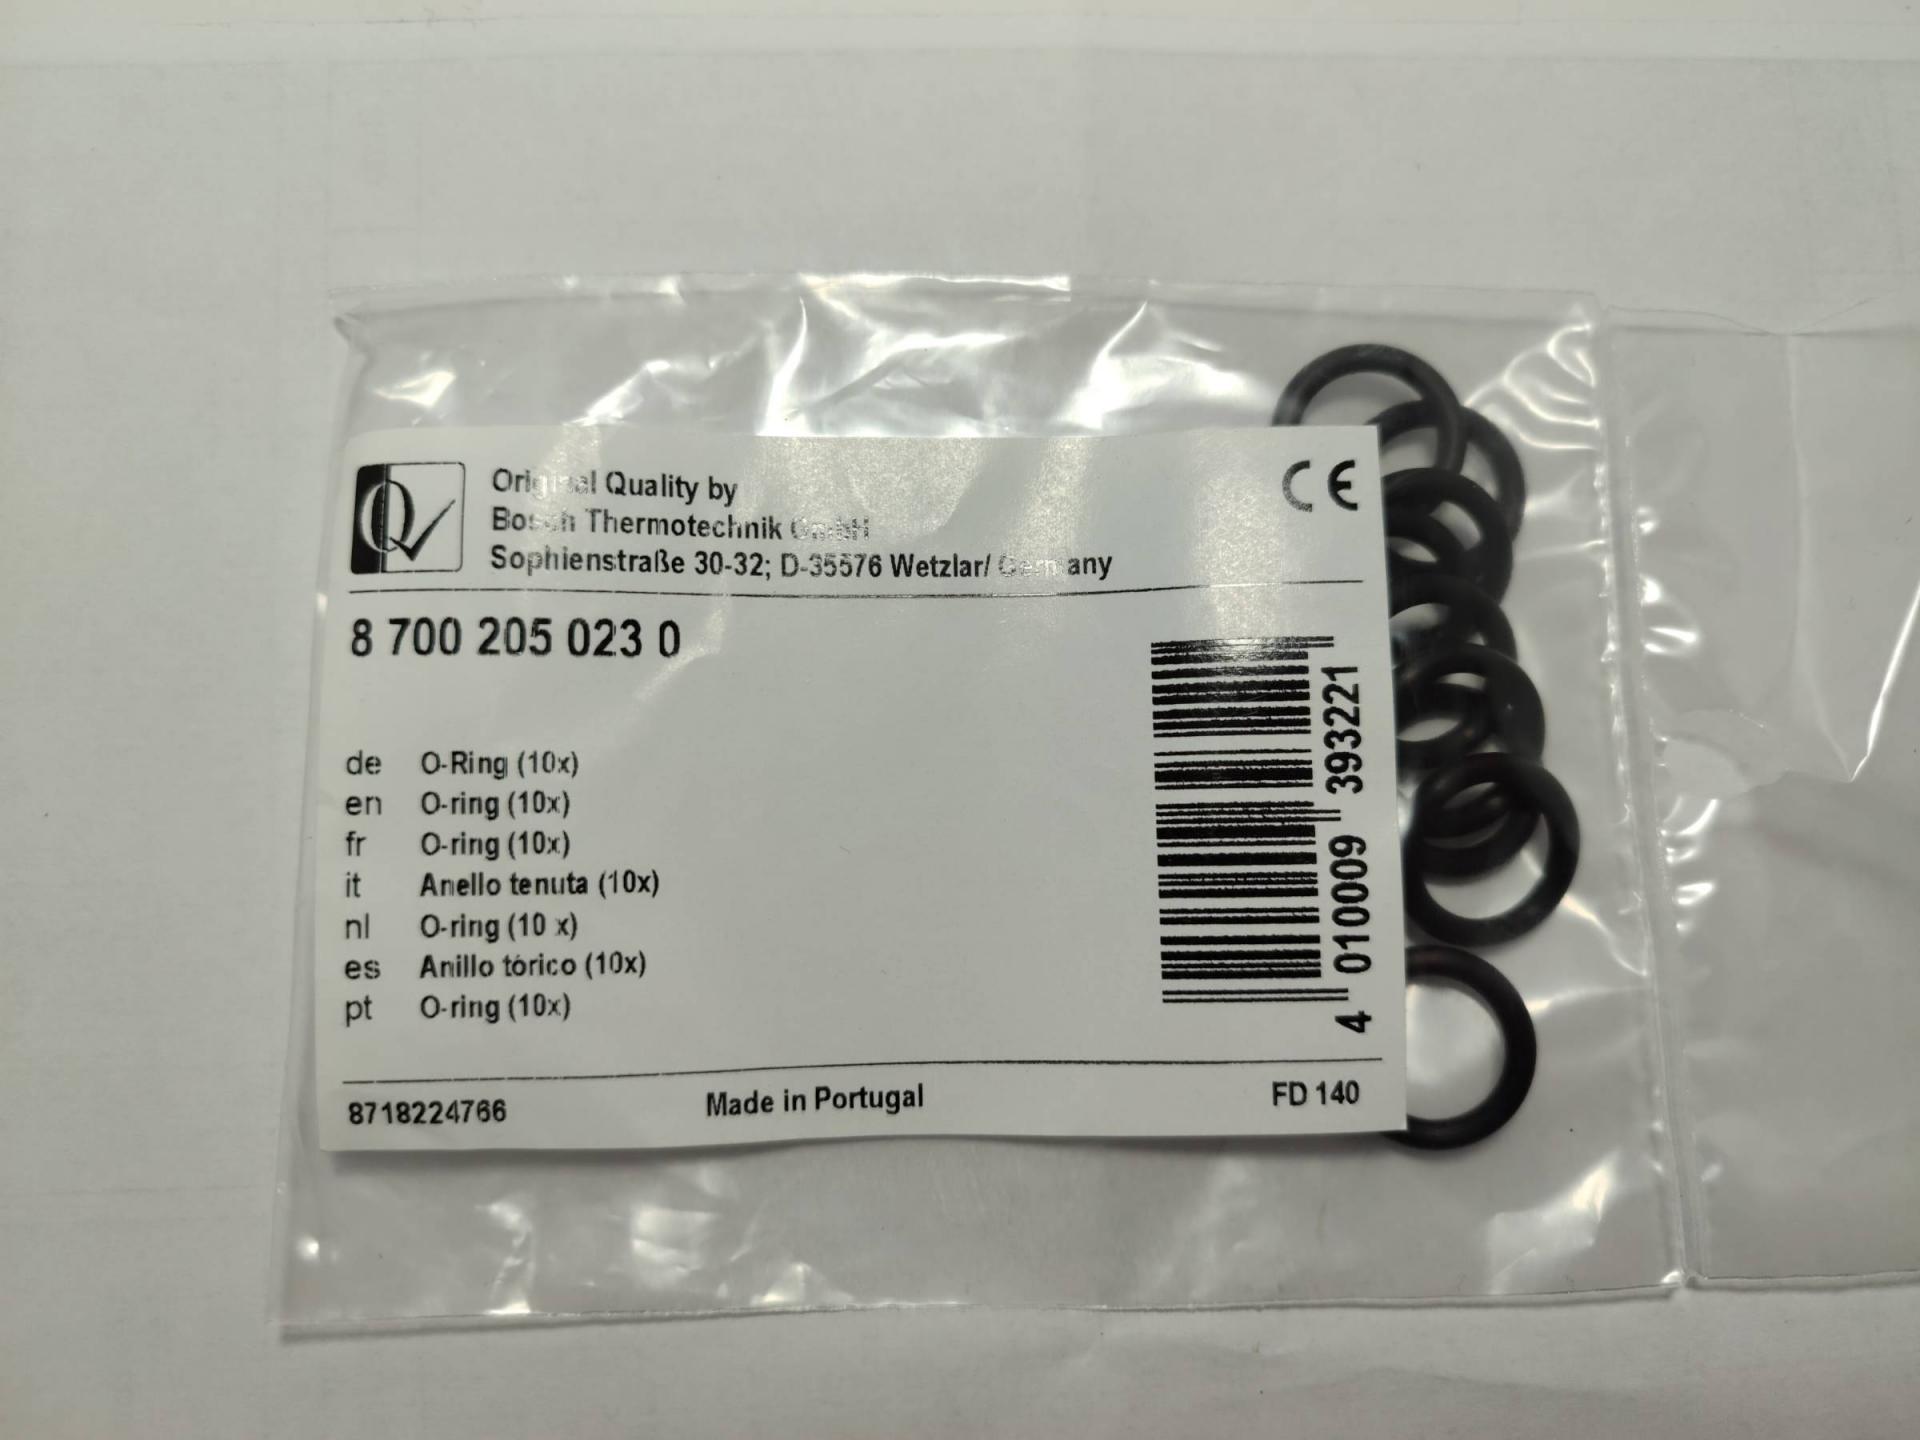 Original Quality by
Bosch Thermotechnik GmbH
Sophienstraße 30-32; D-35576 Wetzlar/ Germany
CE
8 700 205 023 0
de O-Ring (10x)
en O-ring (10x)
fr O-ring (10x)
it Anello tenuta (10x)
nl O-ring (10 x)
es Anillo tórico (10x)
pt O-ring (10x)
4 010009 393221
8718224766 Made in Portugal FD 140